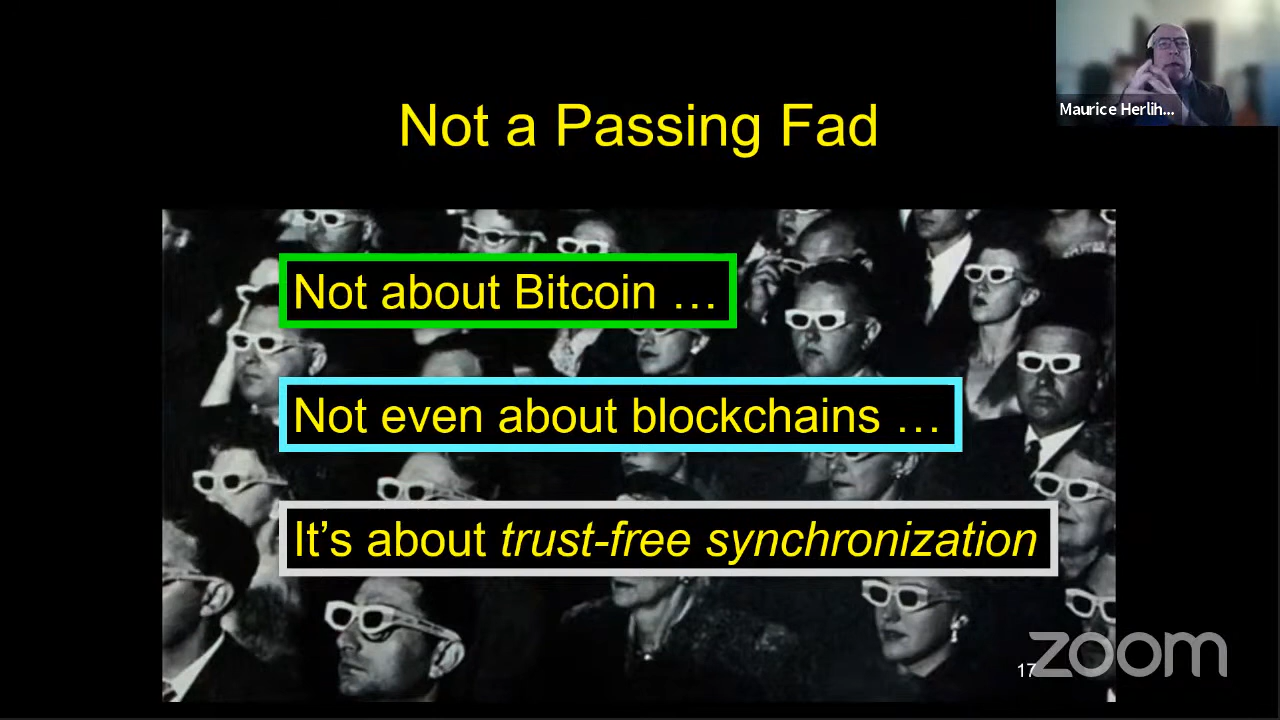 Maurice Herlih...
Not a Passing Fad
Not about Bitcoin …
Not even about blockchains …
It’s about trust-free synchronization
17
zoom